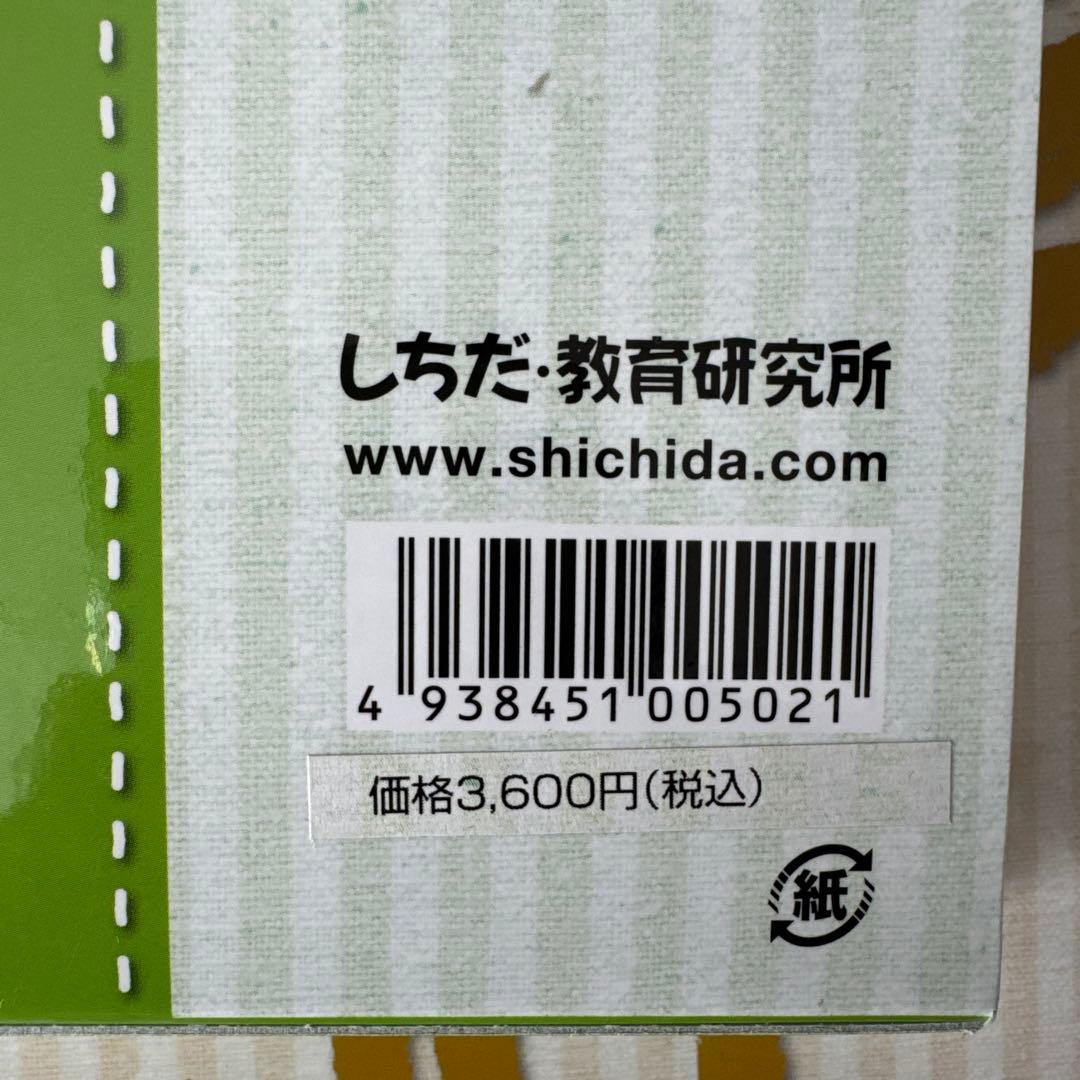 しちだ・教育研究所
www.shichida.com
4 938451 005021
価格3,600円(税込)
紙